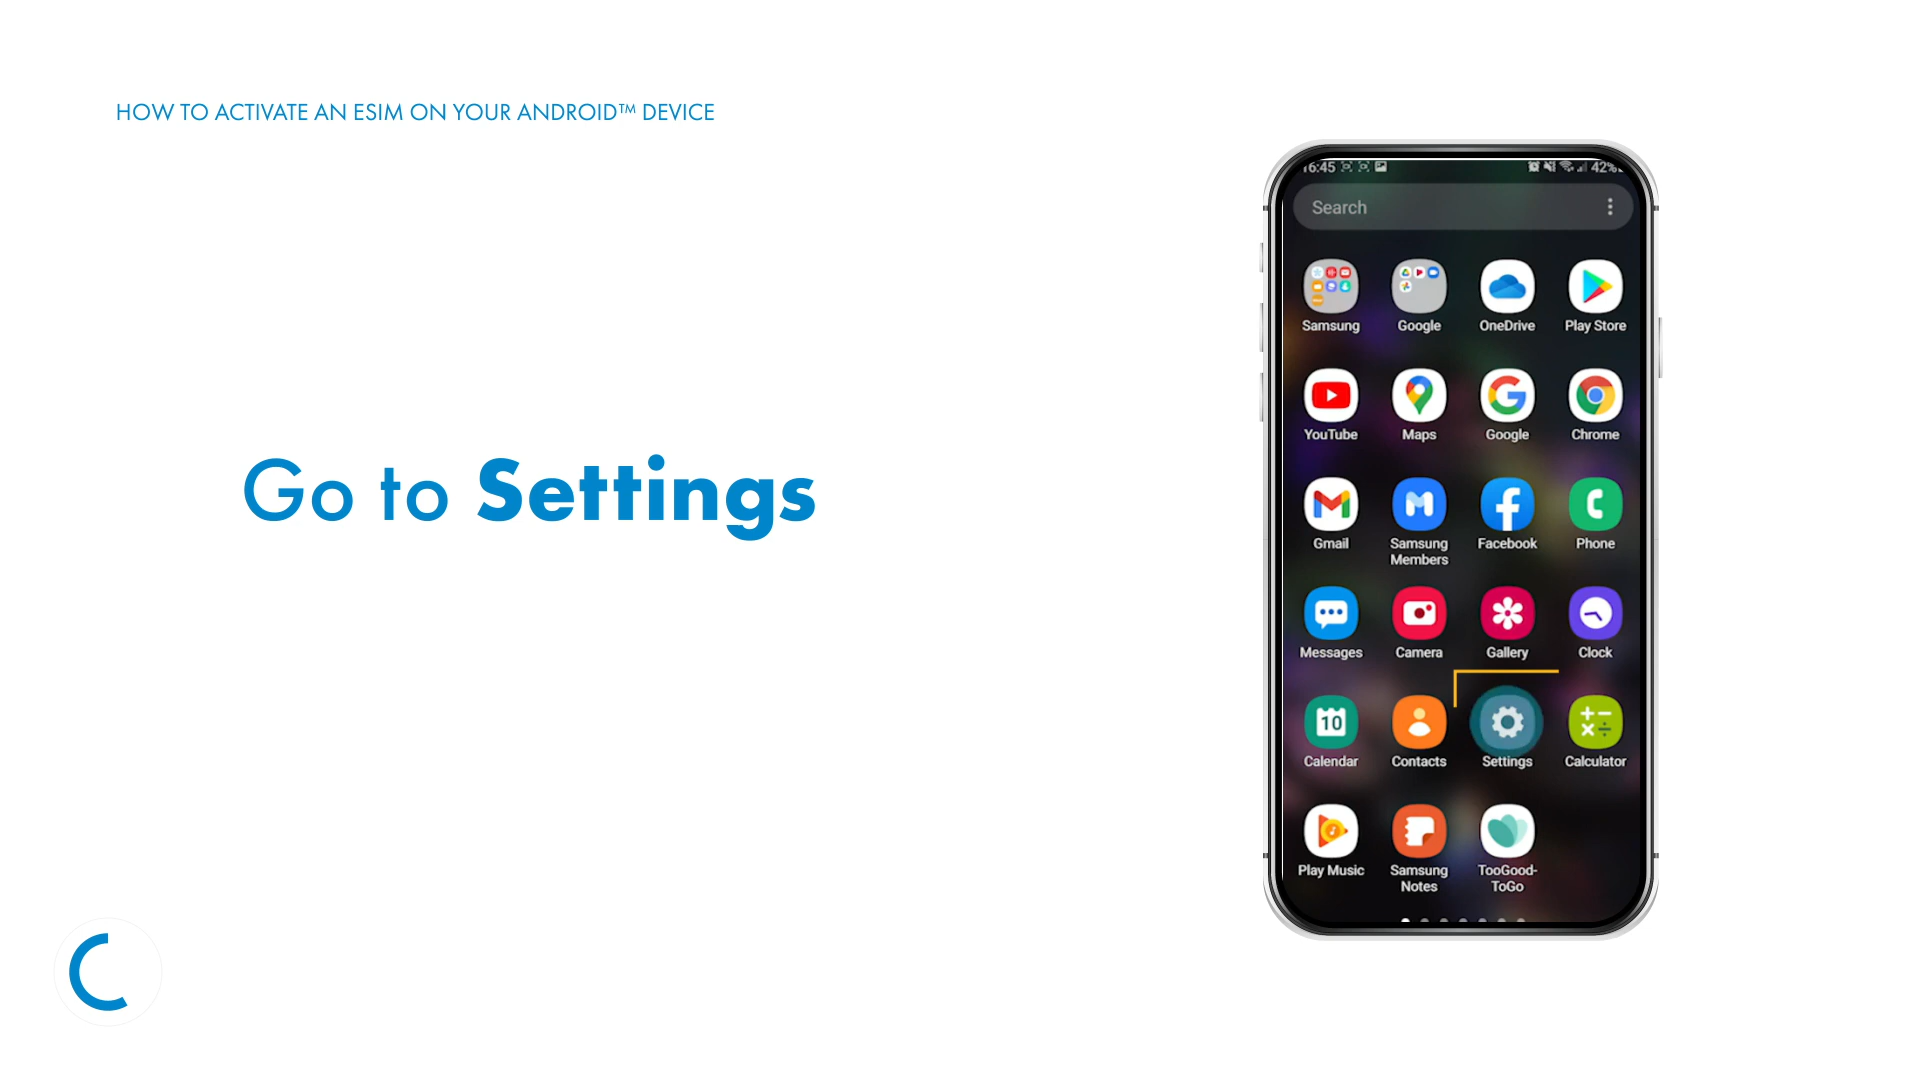 HOW TO ACTIVATE AN ESIM ON YOUR ANDROID™ DEVICE
Go to Settings
16:45 42%
Search
Samsung Google OneDrive Play Store
YouTube Maps Google Chrome
Gmail Samsung Members Facebook Phone
Messages Camera Gallery Clock
10
Calendar Contacts Settings Calculator
Play Music Samsung Notes TooGood-ToGo